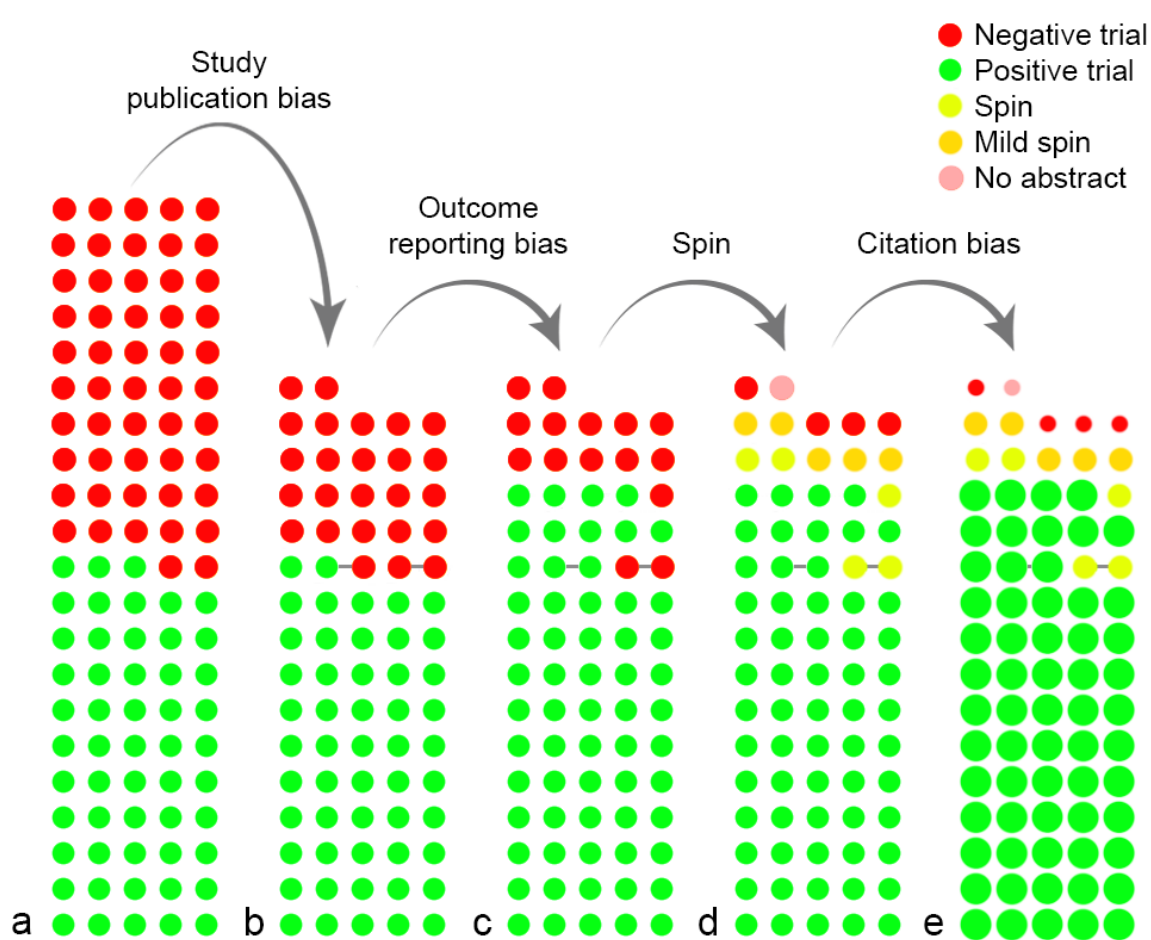 Negative trial
Positive trial
Spin
Mild spin
No abstract
Study
publication bias
Outcome
reporting bias
Spin
Citation bias
a
b
c
d
e